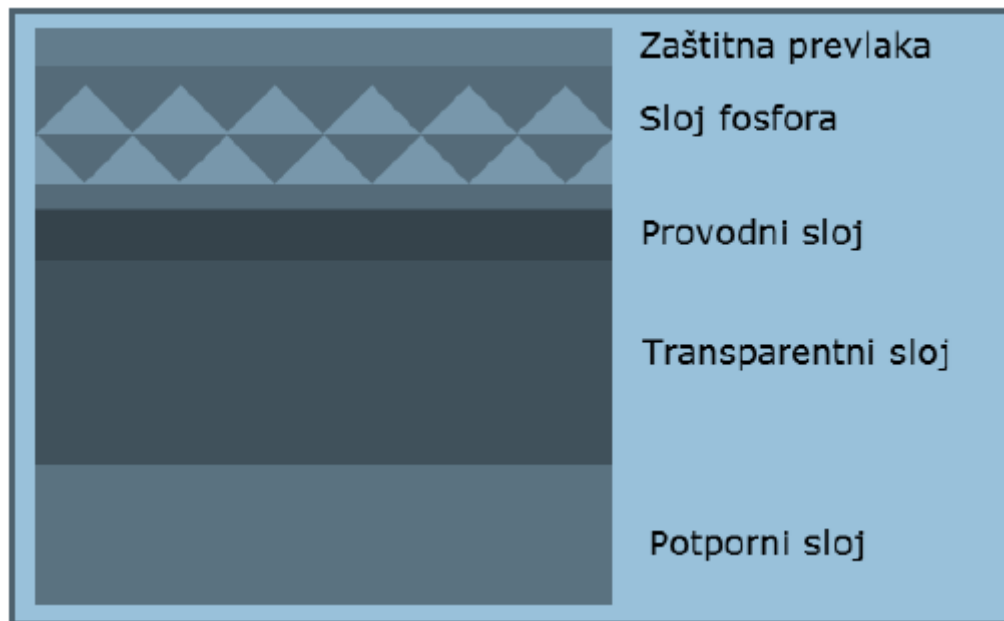 Zaštitna prevlaka
Sloj fosfora
Provodni sloj
Transparentni sloj
Potporni sloj